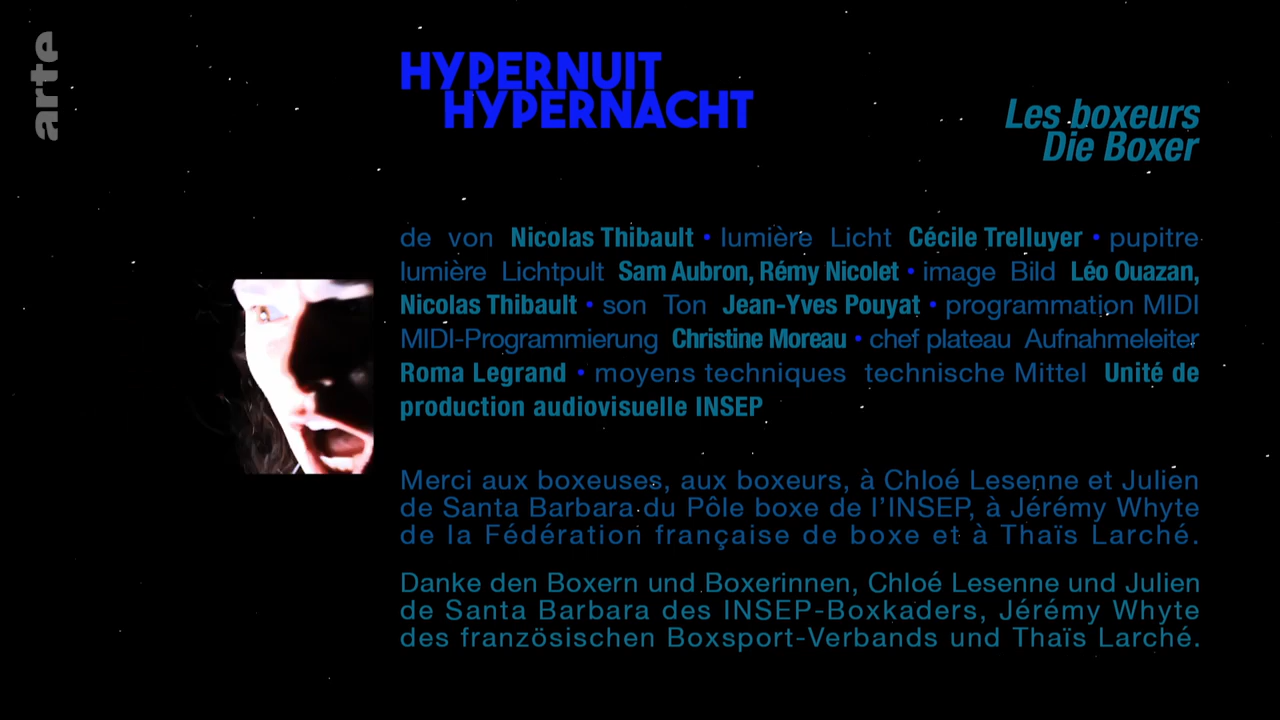 arte
HYPERNUIT
HYPERNACHT
Les boxeurs
Die Boxer
de von Nicolas Thibault • lumière Licht Cécile Trelluyer • pupitre
lumière Lichtpult Sam Aubron, Rémy Nicolet • image Bild Léo Ouazan,
Nicolas Thibault • son Ton Jean-Yves Pouyat • programmation MIDI
MIDI-Programmierung Christine Moreau • chef plateau Aufnahmeleiter
Roma Legrand • moyens techniques technische Mittel Unité de
production audiovisuelle INSEP
Merci aux boxeuses, aux boxeurs, à Chloé Lesenne et Julien
de Santa Barbara du Pôle boxe de l’INSEP, à Jérémy Whyte
de la Fédération française de boxe et à Thaïs Larché.
Danke den Boxern und Boxerinnen, Chloé Lesenne und Julien
de Santa Barbara des INSEP-Boxkaders, Jérémy Whyte
des französischen Boxsport-Verbands und Thaïs Larché.